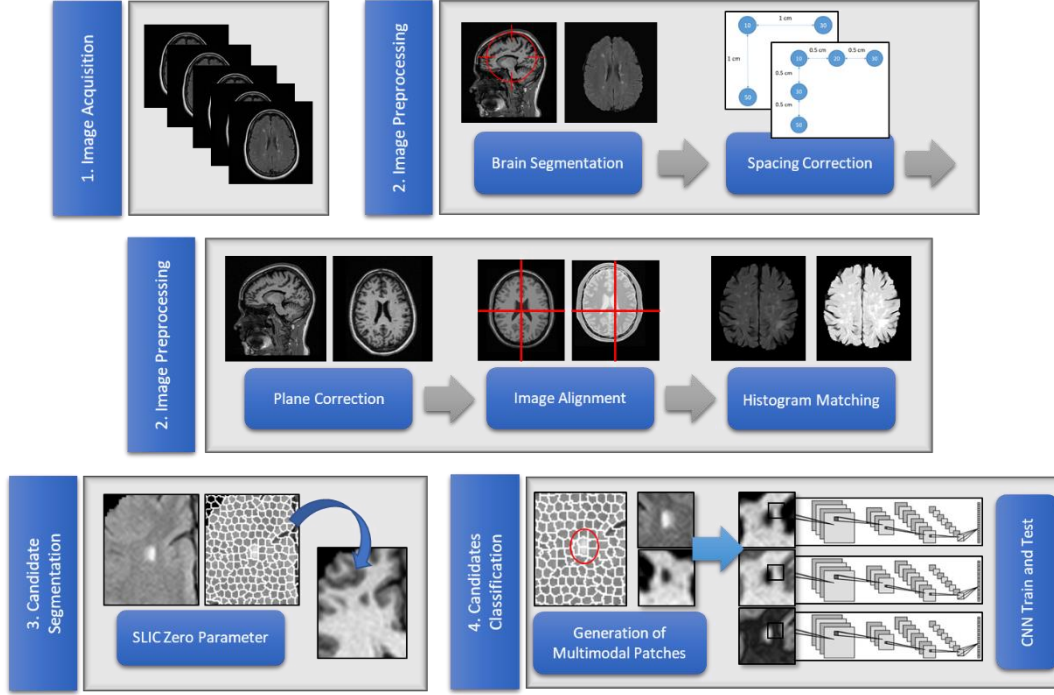 1. Image Acquisition
2. Image Preprocessing
1 cm
10
30
1 cm
50
0.5 cm
0.5 cm
10
20
30
0.5 cm
30
0.5 cm
50
Brain Segmentation
Spacing Correction
2. Image Preprocessing
Plane Correction
Image Alignment
Histogram Matching
3. Candidate
Segmentation
SLIC Zero Parameter
4. Candidates
Classification
Generation of
Multimodal Patches
CNN Train and Test